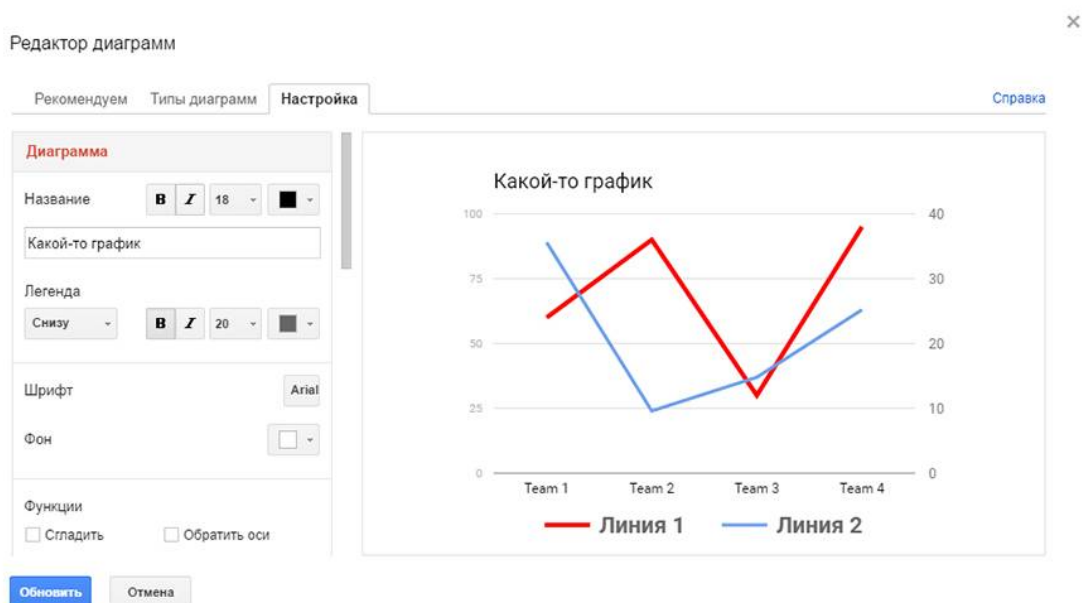 ×
Редактор диаграмм
Рекомендуем Типы диаграмм Настройка Справка
Диаграмма
Название B I 18
Какой-то график
Легенда
Снизу B I 20
Шрифт Arial
Фон
Функции
Сгладить Обратить оси
Обновить Отмена
Какой-то график
100 40
75 30
50 20
25 10
0 0
Team 1 Team 2 Team 3 Team 4
Линия 1 Линия 2